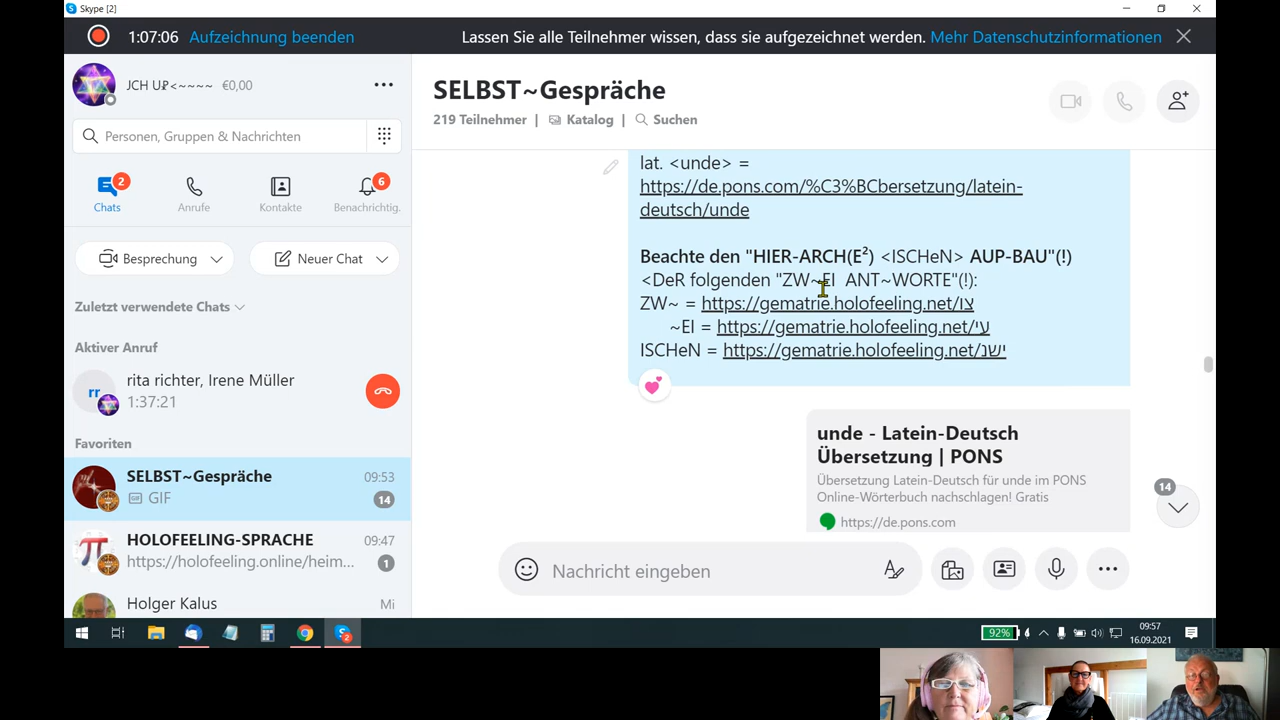 Skype [2]
1:07:06 Aufzeichnung beenden
Lassen Sie alle Teilnehmer wissen, dass sie aufgezeichnet werden. Mehr Datenschutzinformationen
€0,00
Personen, Gruppen & Nachrichten
2
6
Chats
Anrufe
Kontakte
Benachrichtig.
Besprechung
Neuer Chat
Zuletzt verwendete Chats
Aktiver Anruf
rr
rita richter, Irene Müller
1:37:21
Favoriten
SELBST~Gespräche
09:53
GIF
14
HOLOFEELING-SPRACHE
09:47
https://holofeeling.online/heim...
1
Holger Kalus
Mi
SELBST~Gespräche
219 Teilnehmer | Katalog | Suchen
lat. <unde> =
https://de.pons.com/%C3%BCbersetzung/latein-
deutsch/unde
Beachte den "HIER-ARCH(E²) <ISCHeN> AUP-BAU"(!)
<DeR folgenden "ZW~EI ANT~WORTE"(!):
ZW~ = https://gematrie.holofeeling.net/צו
~EI = https://gematrie.holofeeling.net/עי
ISCHeN = https://gematrie.holofeeling.net/ישנ
unde - Latein-Deutsch
Übersetzung | PONS
Übersetzung Latein-Deutsch für unde im PONS
Online-Wörterbuch nachschlagen! Gratis
https://de.pons.com
14
Nachricht eingeben
92%
09:57
16.09.2021